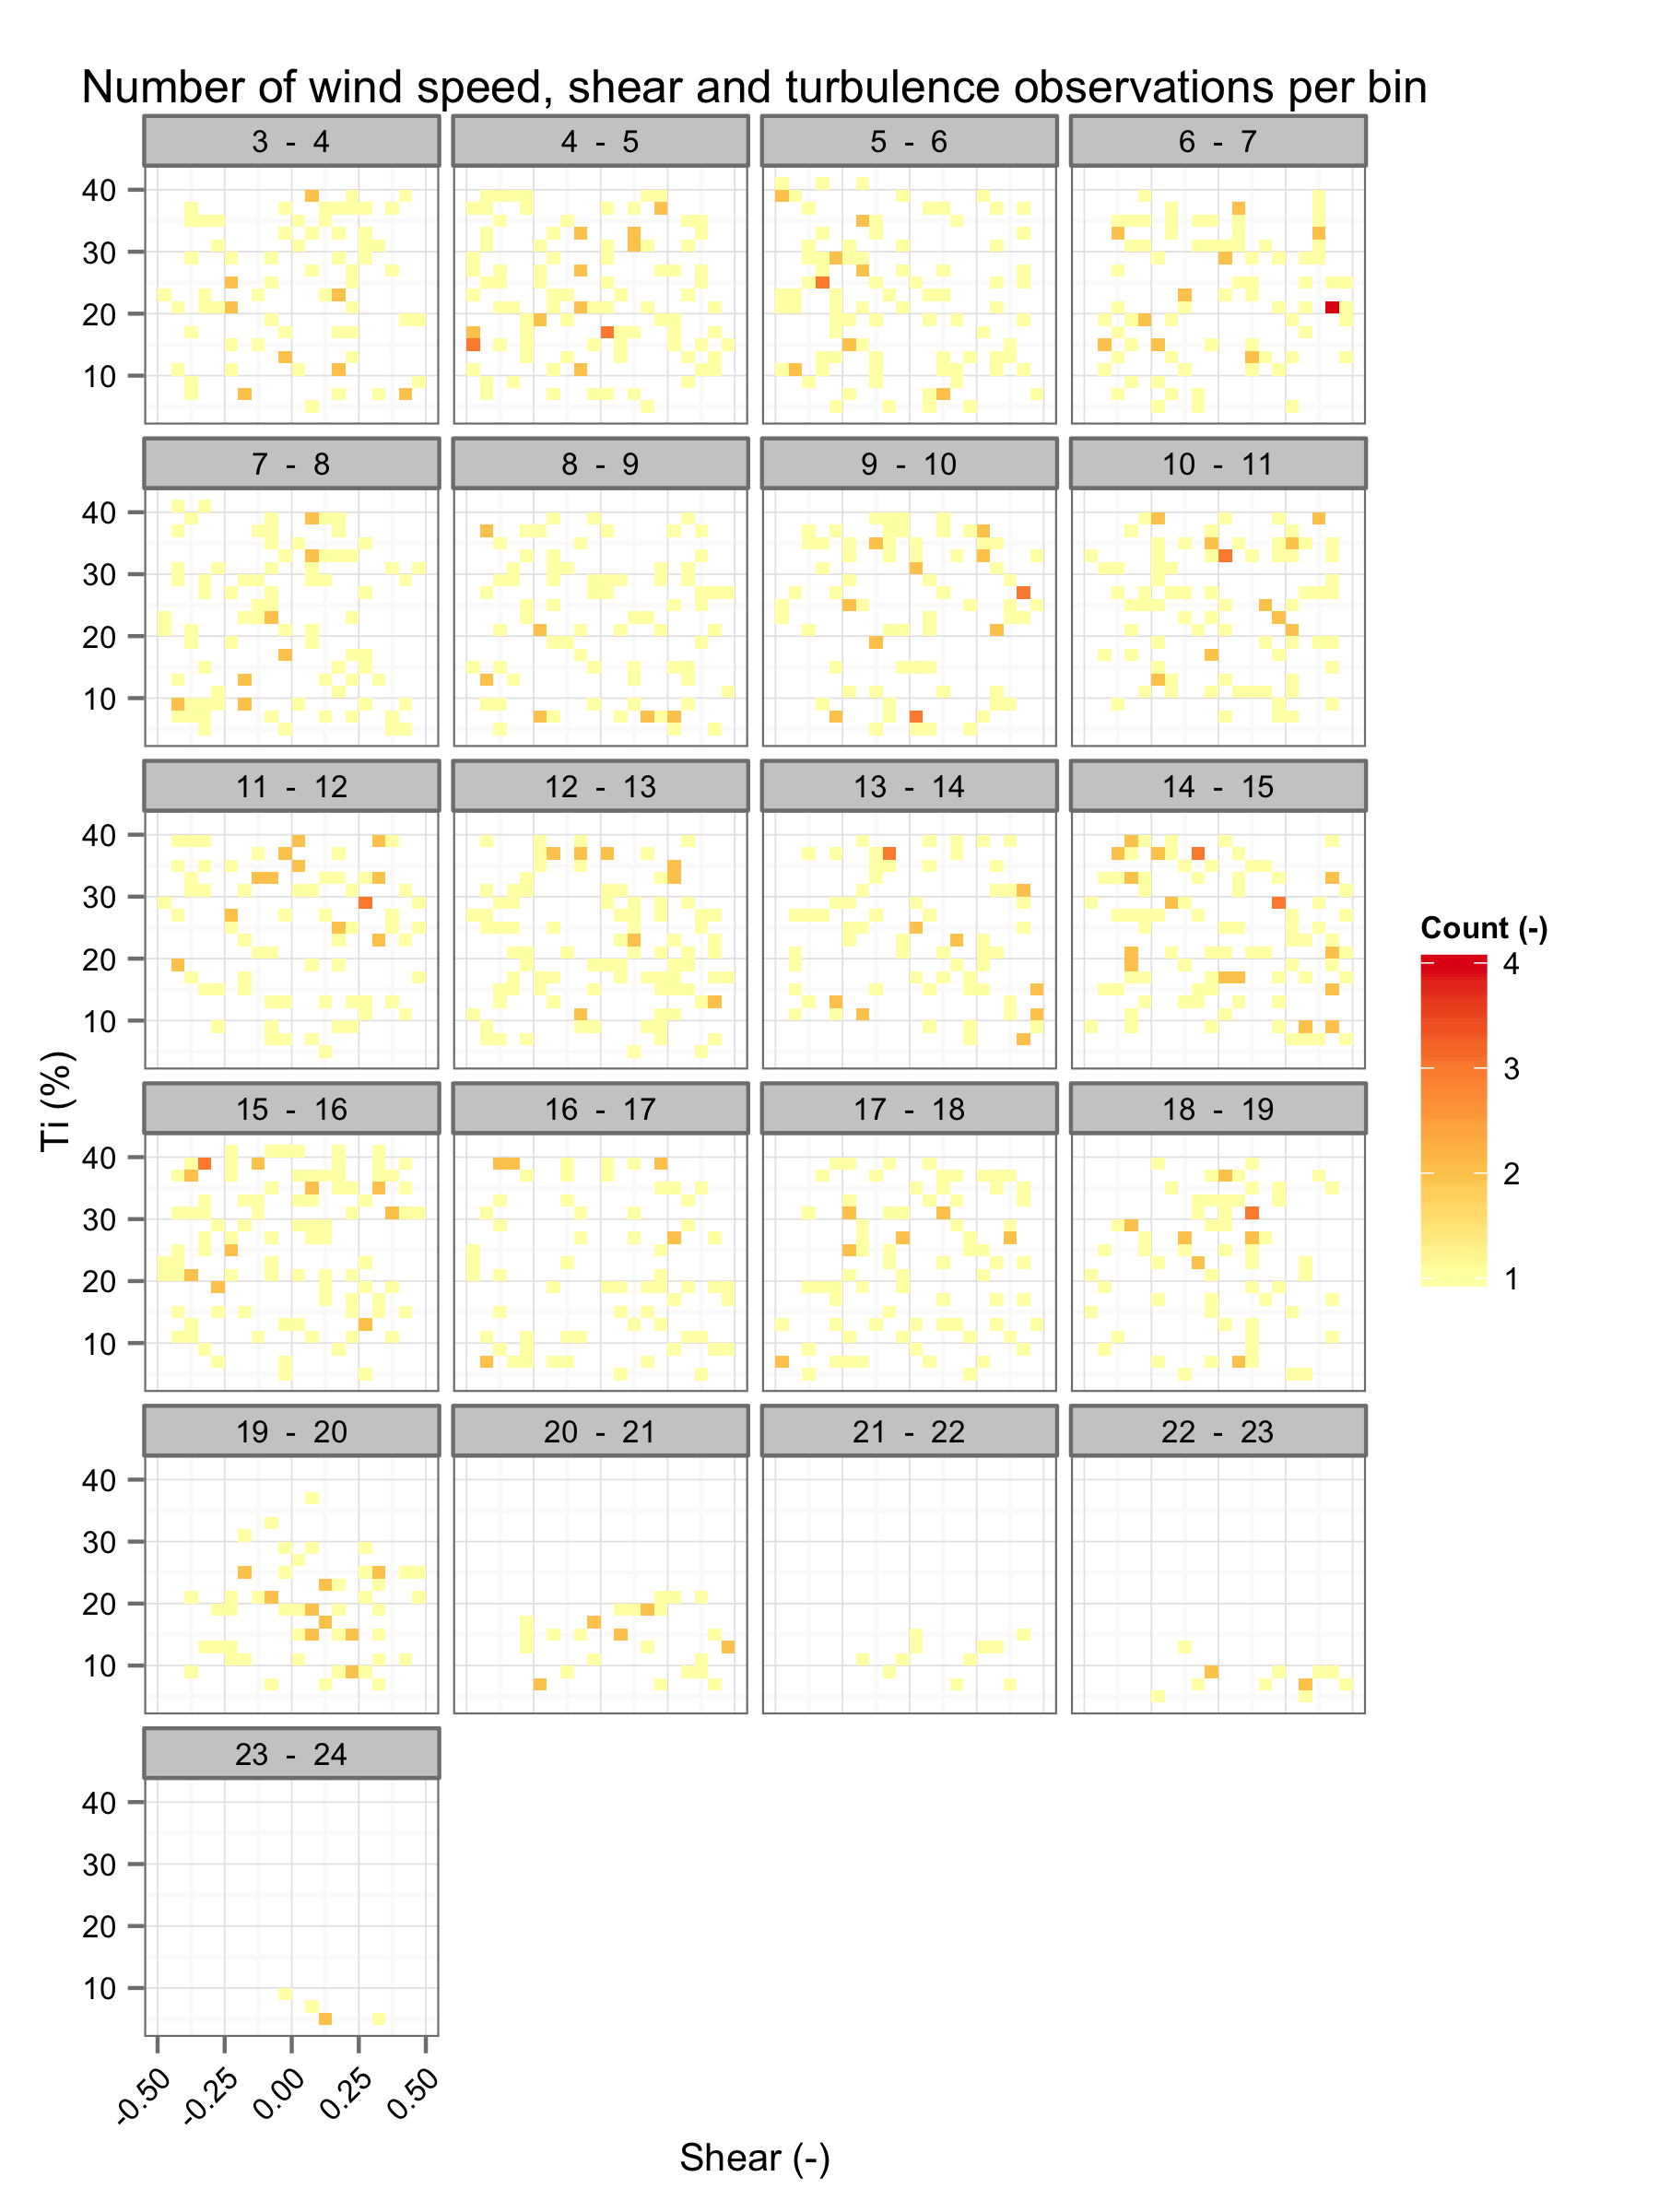 Number of wind speed, shear and turbulence observations per bin
3 - 4
4 - 5
5 - 6
6 - 7
40
30
20
10
7 - 8
8 - 9
9 - 10
10 - 11
40
30
20
10
11 - 12
12 - 13
13 - 14
14 - 15
40
30
20
10
15 - 16
16 - 17
17 - 18
18 - 19
40
30
20
10
19 - 20
20 - 21
21 - 22
22 - 23
40
30
20
10
23 - 24
40
30
20
10
-0.50
-0.25
0.00
0.25
0.50
Shear (-)
Ti (%)
Count (-)
4
3
2
1